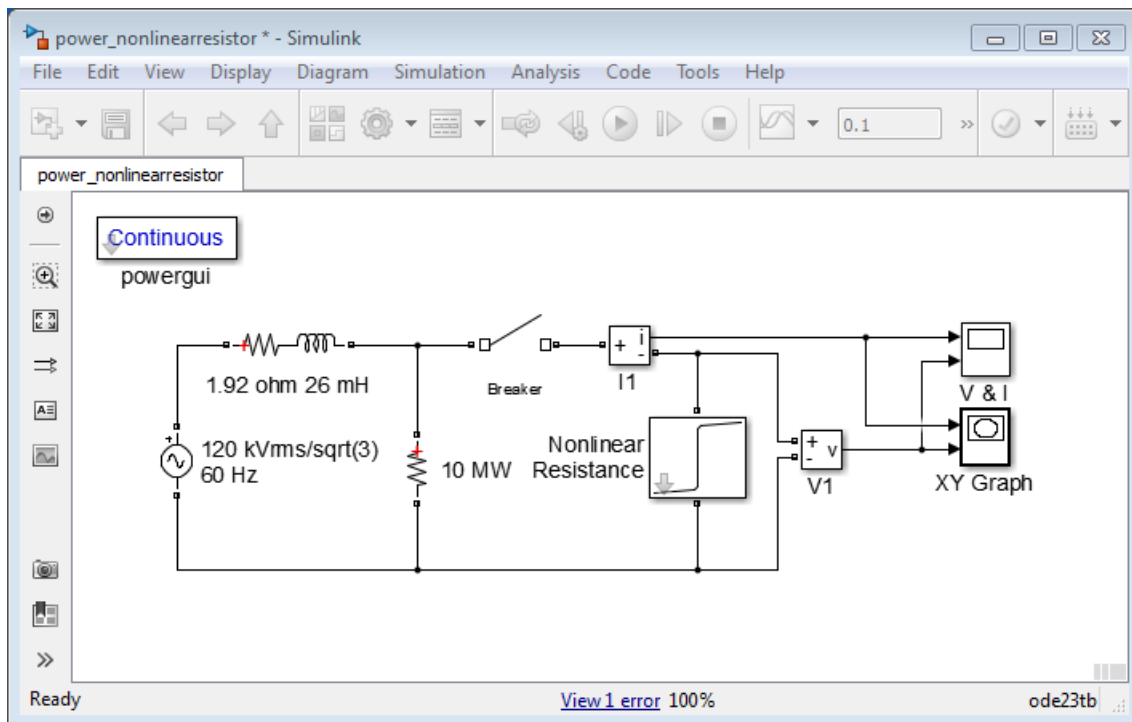 power_nonlinearresistor * - Simulink
File Edit View Display Diagram Simulation Analysis Code Tools Help
0.1
»
power_nonlinearresistor
Continuous
powergui
1.92 ohm 26 mH
Breaker
+ i -
I1
V & I
120 kVrms/sqrt(3)
60 Hz
10 MW
Nonlinear
Resistance
+ - v
V1
XY Graph
Ready View 1 error 100% ode23tb